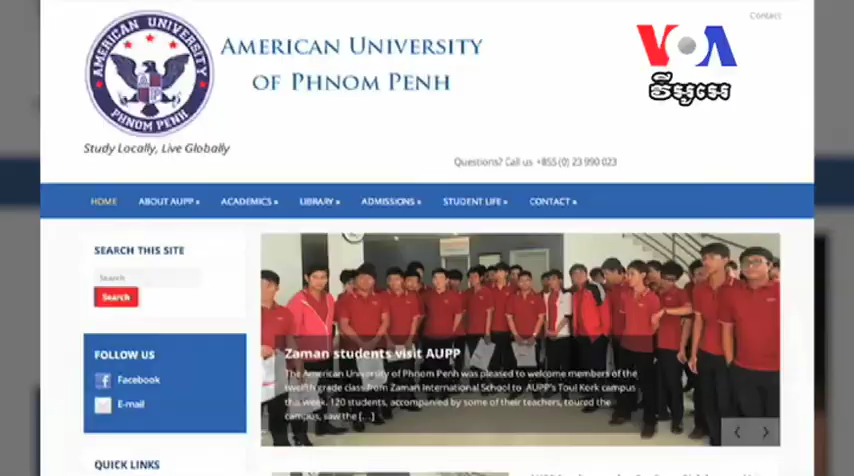 Contact
AMERICAN UNIVERSITY
PHNOM PENH
AMERICAN UNIVERSITY
OF PHNOM PENH
VOA
វីអូអេ
Study Locally, Live Globally
Questions? Call us +855 (0) 23 990 023
HOME
ABOUT AUPP »
ACADEMICS »
LIBRARY »
ADMISSIONS »
STUDENT LIFE »
CONTACT »
SEARCH THIS SITE
Search
Search
FOLLOW US
Facebook
E-mail
QUICK LINKS
Zaman students visit AUPP
The American University of Phnom Penh was pleased to welcome members of the
twelfth grade class from Zaman International School to AUPP's Toul Kork campus
this week. 120 students, accompanied by some of their teachers, toured the
campus, saw the [...]